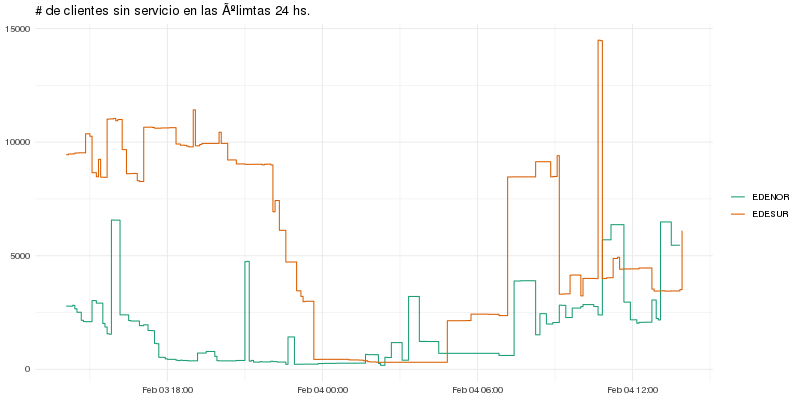 # de clientes sin servicio en las Ãºlimtas 24 hs.
15000
10000
5000
0
Feb 03 18:00
Feb 04 00:00
Feb 04 06:00
Feb 04 12:00
EDENOR
EDESUR